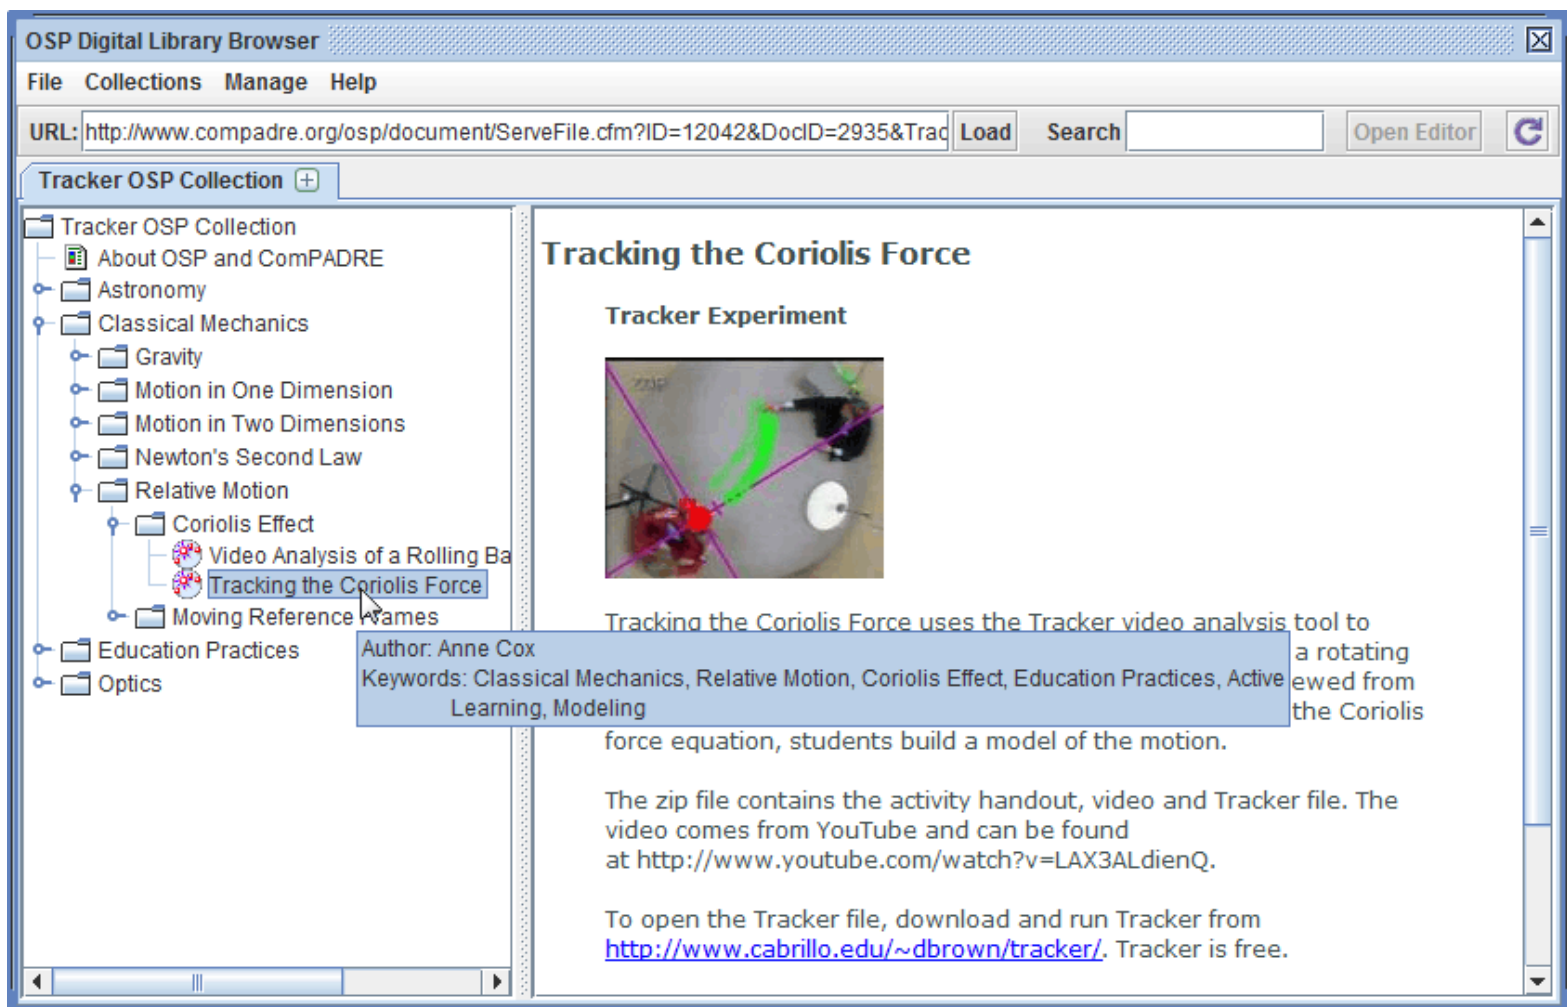 OSP Digital Library Browser
File Collections Manage Help
URL: http://www.compadre.org/osp/document/ServeFile.cfm?ID=12042&DocID=2935&Trac Load Search Open Editor
Tracker OSP Collection
Tracker OSP Collection
About OSP and ComPADRE
Astronomy
Classical Mechanics
Gravity
Motion in One Dimension
Motion in Two Dimensions
Newton's Second Law
Relative Motion
Coriolis Effect
Video Analysis of a Rolling Ba
Tracking the Coriolis Force
Moving Reference Frames
Education Practices
Optics
Author: Anne Cox
Keywords: Classical Mechanics, Relative Motion, Coriolis Effect, Education Practices, Active
Learning, Modeling
Tracking the Coriolis Force
Tracker Experiment
Tracking the Coriolis Force uses the Tracker video analysis tool to
a rotating
ewed from
the Coriolis
force equation, students build a model of the motion.
The zip file contains the activity handout, video and Tracker file. The
video comes from YouTube and can be found
at http://www.youtube.com/watch?v=LAX3ALdienQ.
To open the Tracker file, download and run Tracker from
http://www.cabrillo.edu/~dbrown/tracker/. Tracker is free.